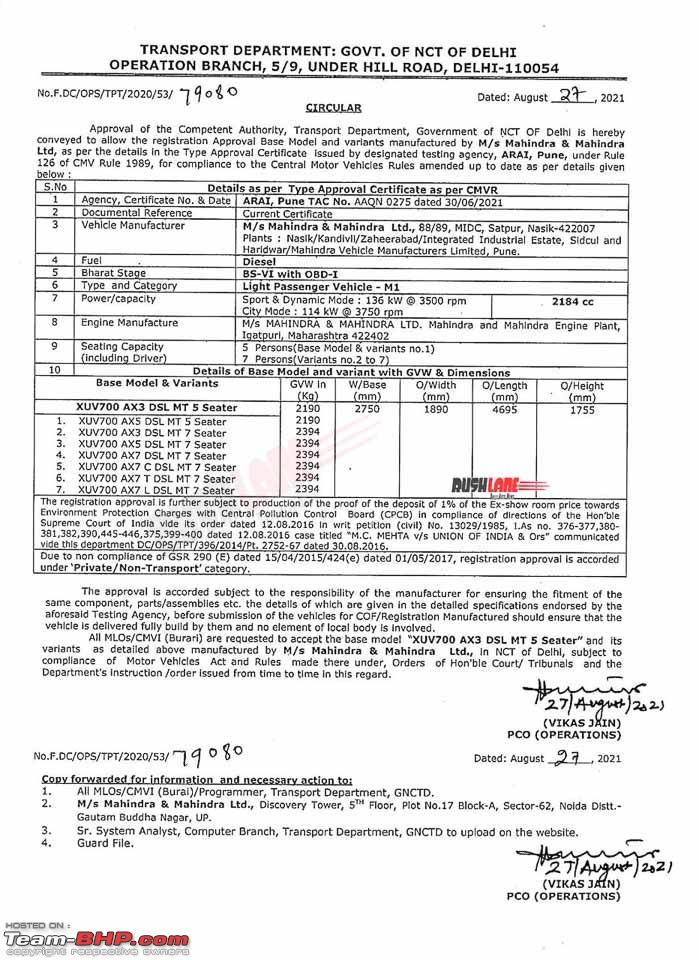 TRANSPORT DEPARTMENT: GOVT. OF NCT OF DELHI
OPERATION BRANCH, 5/9, UNDER HILL ROAD, DELHI-110054
No.F.DC/OPS/TPT/2020/53/ 79080 Dated: August 27, 2021
CIRCULAR
Approval of the Competent Authority, Transport Department, Government of NCT OF Delhi is hereby
conveyed to allow the registration Approval Base Model and variants manufactured by M/s Mahindra & Mahindra
Ltd, as per the details in the Type Approval Certificate issued by designated testing agency, ARAI, Pune, under Rule
126 of CMV Rule 1989, for compliance to the Central Motor Vehicles Rules amended up to date as per details given
below :
S.No Details as per Type Approval Certificate as per CMVR
1 Agency, Certificate No. & Date ARAI, Pune TAC No. AAQN 0275 dated 30/06/2021
2 Documental Reference Current Certificate
3 Vehicle Manufacturer M/s Mahindra & Mahindra Ltd., 88/89, MIDC, Satpur, Nasik-422007
Plants : Nasik/Kandivli/Zaheerabad/Integrated Industrial Estate, Sidcul and
Haridwar/Mahindra Vehicle Manufacturers Limited, Pune.
4 Fuel Diesel
5 Bharat Stage BS-VI with OBD-I
6 Type and Category Light Passenger Vehicle - M1
7 Power/capacity Sport & Dynamic Mode : 136 kW @ 3500 rpm 2184 cc
City Mode : 114 kW @ 3750 rpm
8 Engine Manufacture M/s MAHINDRA & MAHINDRA LTD. Mahindra and Mahindra Engine Plant,
Igatpuri, Maharashtra 422402
9 Seating Capacity 5 Persons(Base Model & variants no.1)
(including Driver) 7 Persons(Variants no.2 to 7)
10 Details of Base Model and variant with GVW & Dimensions
Base Model & Variants GVW in W/Base O/Width O/Length O/Height
(Kg) (mm) (mm) (mm) (mm)
XUV700 AX3 DSL MT 5 Seater 2190 2750 1890 4695 1755
1. XUV700 AX5 DSL MT 5 Seater 2190
2. XUV700 AX3 DSL MT 7 Seater 2394
3. XUV700 AX5 DSL MT 7 Seater 2394
4. XUV700 AX7 DSL MT 7 Seater 2394
5. XUV700 AX7 C DSL MT 7 Seater 2394
6. XUV700 AX7 T DSL MT 7 Seater 2394
7. XUV700 AX7 L DSL MT 7 Seater 2394
RUSHLANE
The registration approval is further subject to production of the proof of the deposit of 1% of the Ex-show room price towards
Environment Protection Charges with Central Pollution Control Board (CPCB) in compliance of directions of the Hon'ble
Supreme Court of India vide its order dated 12.08.2016 in writ petition (civil) No. 13029/1985, I.As no. 376-377,380-
381,382,390,445-446,375,399-400 dated 12.08.2016 case titled "M.C. MEHTA v/s UNION OF INDIA & Ors" communicated
vide this department DC/OPS/TPT/396/2014/Pt. 2752-67 dated 30.08.2016.
Due to non compliance of GSR 290 (E) dated 15/04/2015/424(e) dated 01/05/2017, registration approval is accorded
under 'Private/Non-Transport' category.
The approval is accorded subject to the responsibility of the manufacturer for ensuring the fitment of the
same component, parts/assemblies etc. the details of which are given in the detailed specifications endorsed by the
aforesaid Testing Agency, before submission of the vehicles for COF/Registration Manufactured should ensure that the
vehicle is delivered fully build by them and no element of local body is involved.
All MLOs/CMVI (Burari) are requested to accept the base model "XUV700 AX3 DSL MT 5 Seater" and its
variants as detailed above manufactured by M/s Mahindra & Mahindra Ltd., in NCT of Delhi, subject to
compliance of Motor Vehicles Act and Rules made there under, Orders of Hon'ble Court/ Tribunals and the
Department's instruction /order issued from time to time in this regard.
27/August/2021
(VIKAS JAIN)
PCO (OPERATIONS)
No.F.DC/OPS/TPT/2020/53/ 79080 Dated: August 27, 2021
Copy forwarded for information and necessary action to:
1. All MLOs/CMVI (Burai)/Programmer, Transport Department, GNCTD.
2. M/s Mahindra & Mahindra Ltd., Discovery Tower, 5TH Floor, Plot No.17 Block-A, Sector-62, Noida Distt.-
Gautam Buddha Nagar, UP.
3. Sr. System Analyst, Computer Branch, Transport Department, GNCTD to upload on the website.
4. Guard File.
27/August/2021
(VIKAS JAIN)
PCO (OPERATIONS)
HOSTED ON :
Team-BHP.com
copyright respective owners